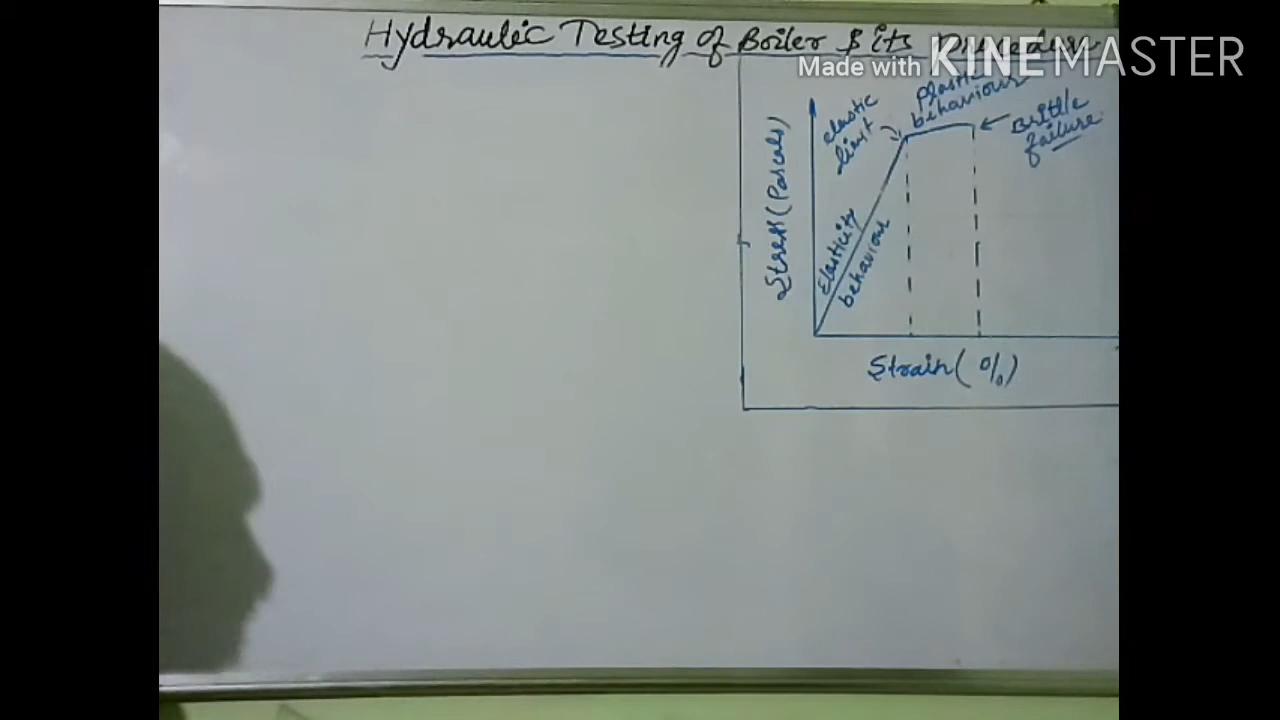 Hydraulic Testing of Boiler & its
Made with KINEMASTER
elastic
limit
Plastic
behaviour
Brittle
failure
Stress (Pascals)
Elasticity
behaviour
Strain ( %)